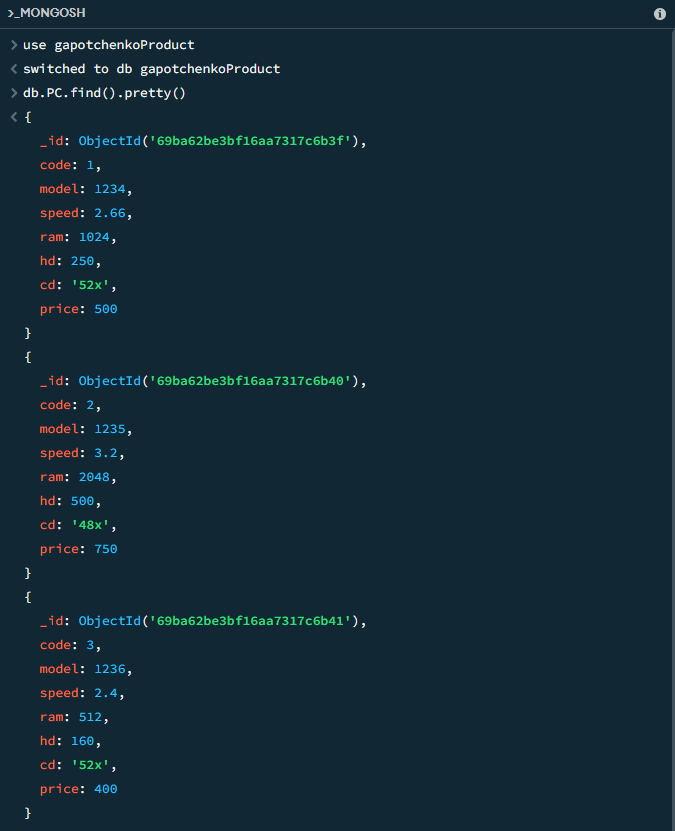 >_MONGOSH
> use gapotchenkoProduct
< switched to db gapotchenkoProduct
> db.PC.find().pretty()
< {
_id: ObjectId('69ba62be3bf16aa7317c6b3f'),
code: 1,
model: 1234,
speed: 2.66,
ram: 1024,
hd: 250,
cd: '52x',
price: 500
}
{
_id: ObjectId('69ba62be3bf16aa7317c6b40'),
code: 2,
model: 1235,
speed: 3.2,
ram: 2048,
hd: 500,
cd: '48x',
price: 750
}
{
_id: ObjectId('69ba62be3bf16aa7317c6b41'),
code: 3,
model: 1236,
speed: 2.4,
ram: 512,
hd: 160,
cd: '52x',
price: 400
}